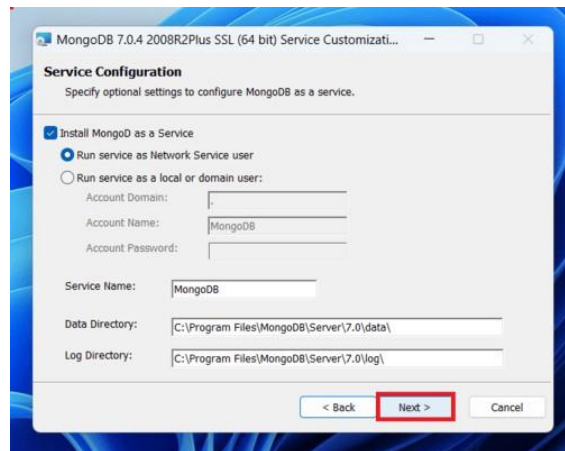 MongoDB 7.0.4 2008R2Plus SSL (64 bit) Service Customizati...
Service Configuration
Specify optional settings to configure MongoDB as a service.
Install MongoD as a Service
Run service as Network Service user
Run service as a local or domain user:
Account Domain: .
Account Name: MongoDB
Account Password:
Service Name: MongoDB
Data Directory: C:\Program Files\MongoDB\Server\7.0\data\
Log Directory: C:\Program Files\MongoDB\Server\7.0\log\
< Back Next > Cancel